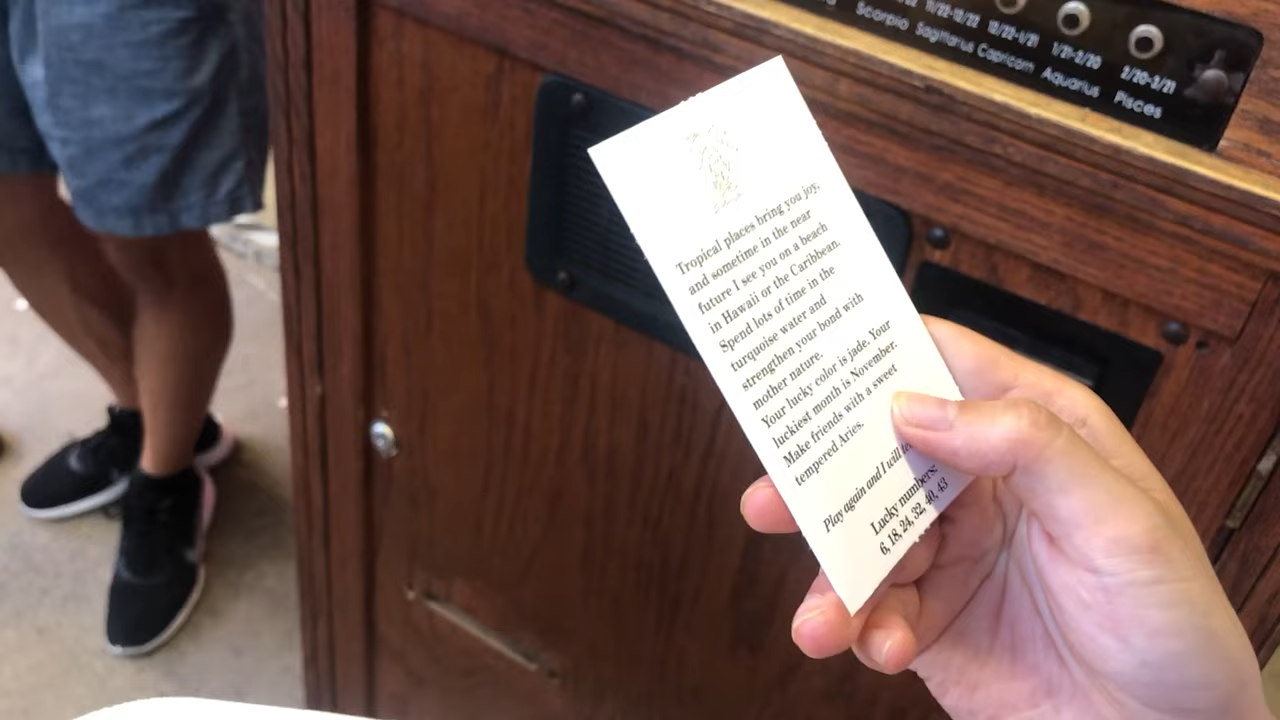 11/22-12/22
12/22-1/21
1/21-2/20
2/20-3/21
Scorpio
Sagittarius
Capricorn
Aquarius
Pisces
Tropical places bring you joy,
and sometime in the near
future I see you on a beach
in Hawaii or the Caribbean.
Spend lots of time in the
turquoise water and
strengthen your bond with
mother nature.
Your lucky color is jade. Your
luckiest month is November.
Make friends with a sweet
tempered Aries.
Play again and I will
Lucky numbers:
6, 18, 24, 32, 40, 43